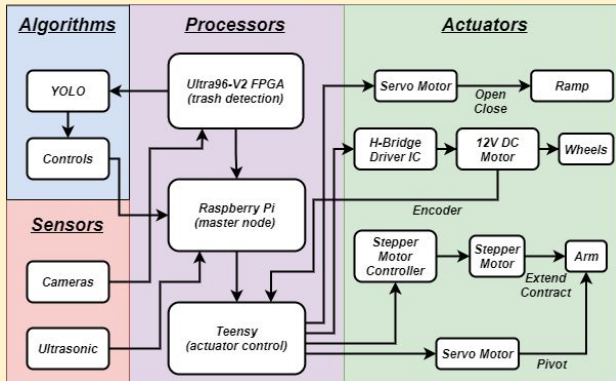 Algorithms
YOLO
Controls
Sensors
Cameras
Ultrasonic
Processors
Ultra96-V2 FPGA
(trash detection)
Raspberry Pi
(master node)
Teensy
(actuator control)
Actuators
Servo Motor
Open
Close
Ramp
H-Bridge
Driver IC
12V DC
Motor
Wheels
Encoder
Stepper
Motor
Controller
Stepper
Motor
Extend
Contract
Arm
Servo Motor
Pivot